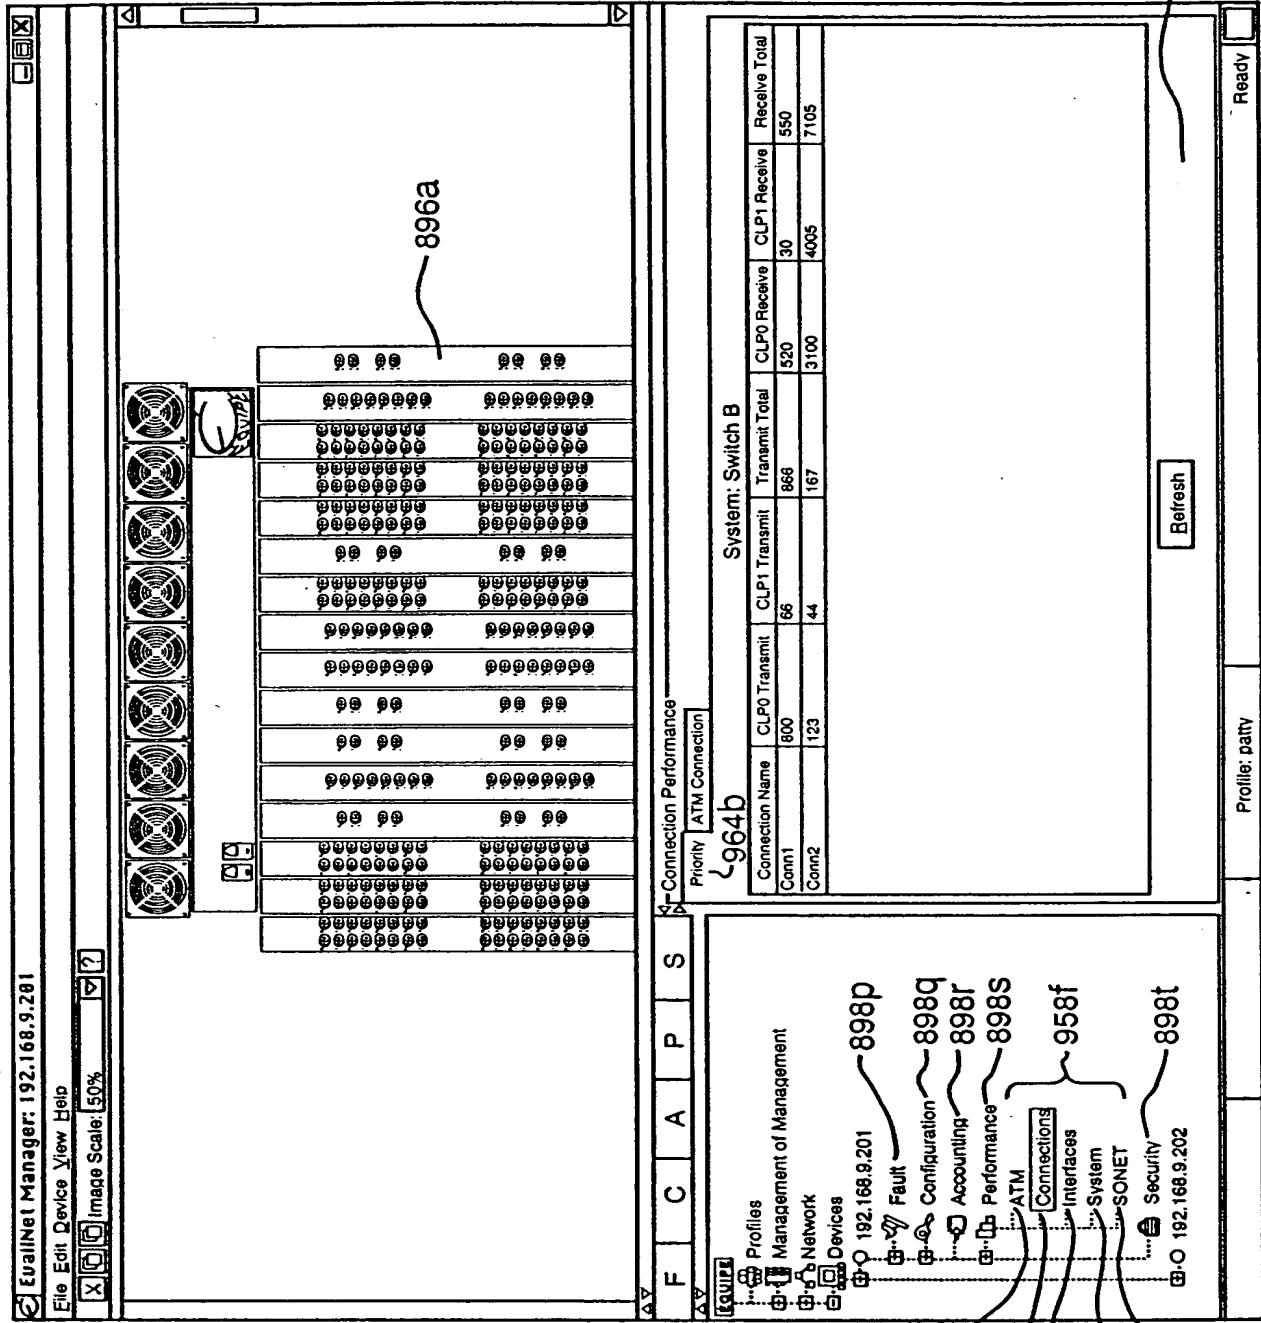 EualNet Manager: 192.168.9.201
File Edit Device View Help
Image Scale: 50% ?
896a
F C A P S
EQUIPE
Profiles
Management of Management
Network
Devices
192.168.9.201
Fault
Configuration
Accounting
Performance
ATM
Connections
Interfaces
System
SONET
Security
192.168.9.202
898p
898q
898r
898s
958f
898t
Connection Performance
Priority ATM Connection
964b
System: Switch B
Connection Name CLP0 Transmit CLP1 Transmit Transmit Total CLP0 Receive CLP1 Receive Receive Total
Conn1 800 66 866 520 30 550
Conn2 123 44 167 3100 4005 7105
Refresh
Profile: patty
Ready